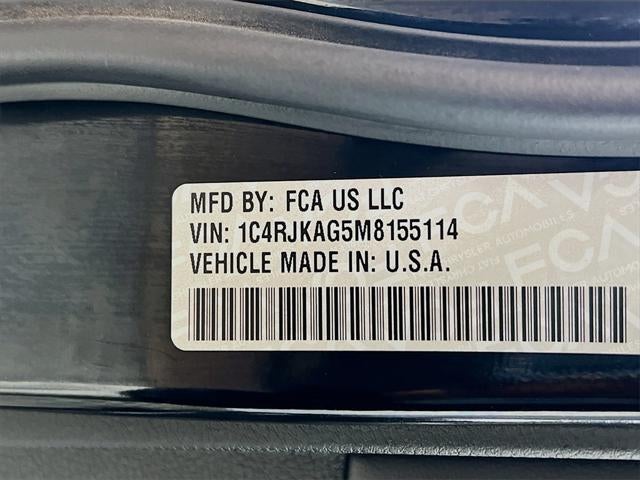 MFD BY: FCA US LLC
VIN: 1C4RJKAG5M8155114
VEHICLE MADE IN: U.S.A.